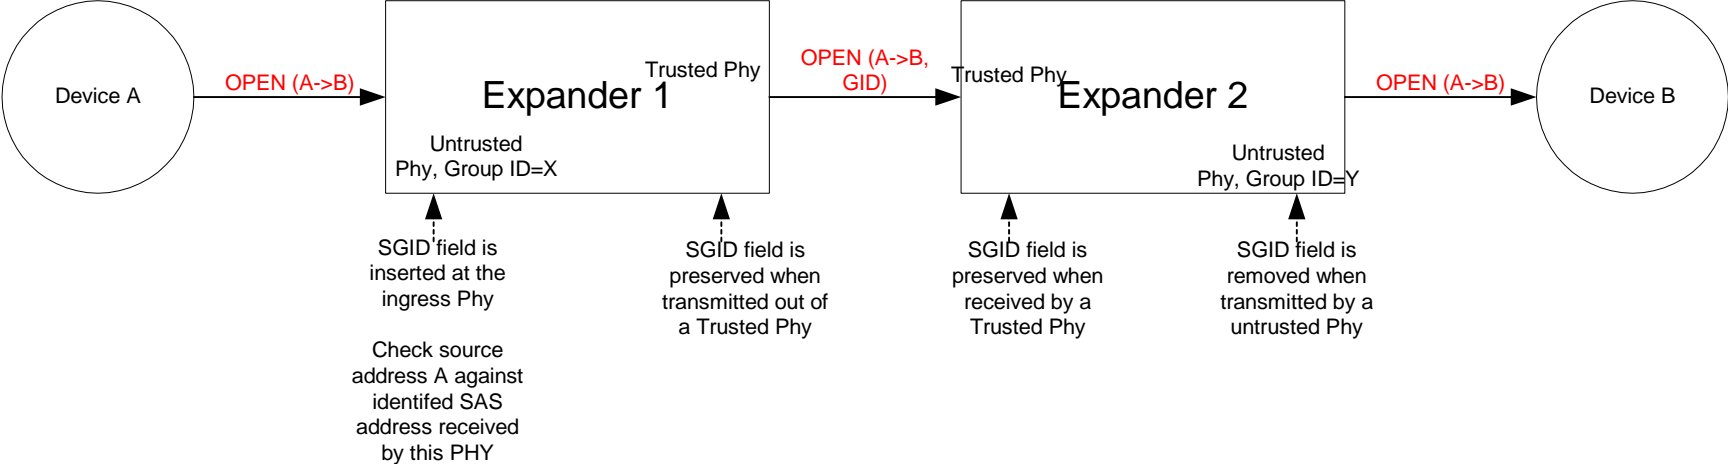 Device A
OPEN (A->B)
Expander 1
Trusted Phy
Untrusted
Phy, Group ID=X
OPEN (A->B,
GID)
Trusted Phy
Expander 2
Untrusted
Phy, Group ID=Y
OPEN (A->B)
Device B
SGID field is
inserted at the
ingress Phy
Check source
address A against
identifed SAS
address received
by this PHY
SGID field is
preserved when
transmitted out of
a Trusted Phy
SGID field is
preserved when
received by a
Trusted Phy
SGID field is
removed when
transmitted by a
untrusted Phy